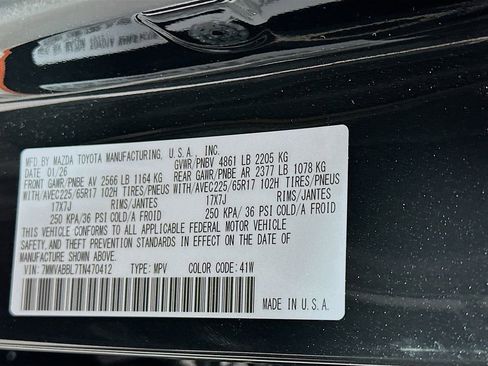 MFD BY MAZDA TOYOTA MANUFACTURING, U.S.A., INC.
DATE 01/26 GVWR/PNBV 4861 LB 2205 KG
FRONT GAWR/PNBE AV 2566 LB 1164 KG REAR GAWR/PNBE AR 2377 LB 1078 KG
WITH/AVEC225/65R17 102H TIRES/PNEUS WITH/AVEC225/65R17 102H TIRES/PNEUS
17X7J RIMS/JANTES 17X7J RIMS/JANTES
250 KPA/36 PSI COLD/A FROID 250 KPA/ 36 PSI COLD/A FROID
THIS VEHICLE CONFORMS TO ALL APPLICABLE FEDERAL MOTOR VEHICLE
SAFETY, BUMPER, AND THEFT PREVENTION STANDARDS IN EFFECT ON THE DATE OF
MANUFACTURE SHOWN ABOVE.
VIN: 7MMVABBL7TN470412 TYPE: MPV COLOR CODE: 41W
MADE IN U.S.A.